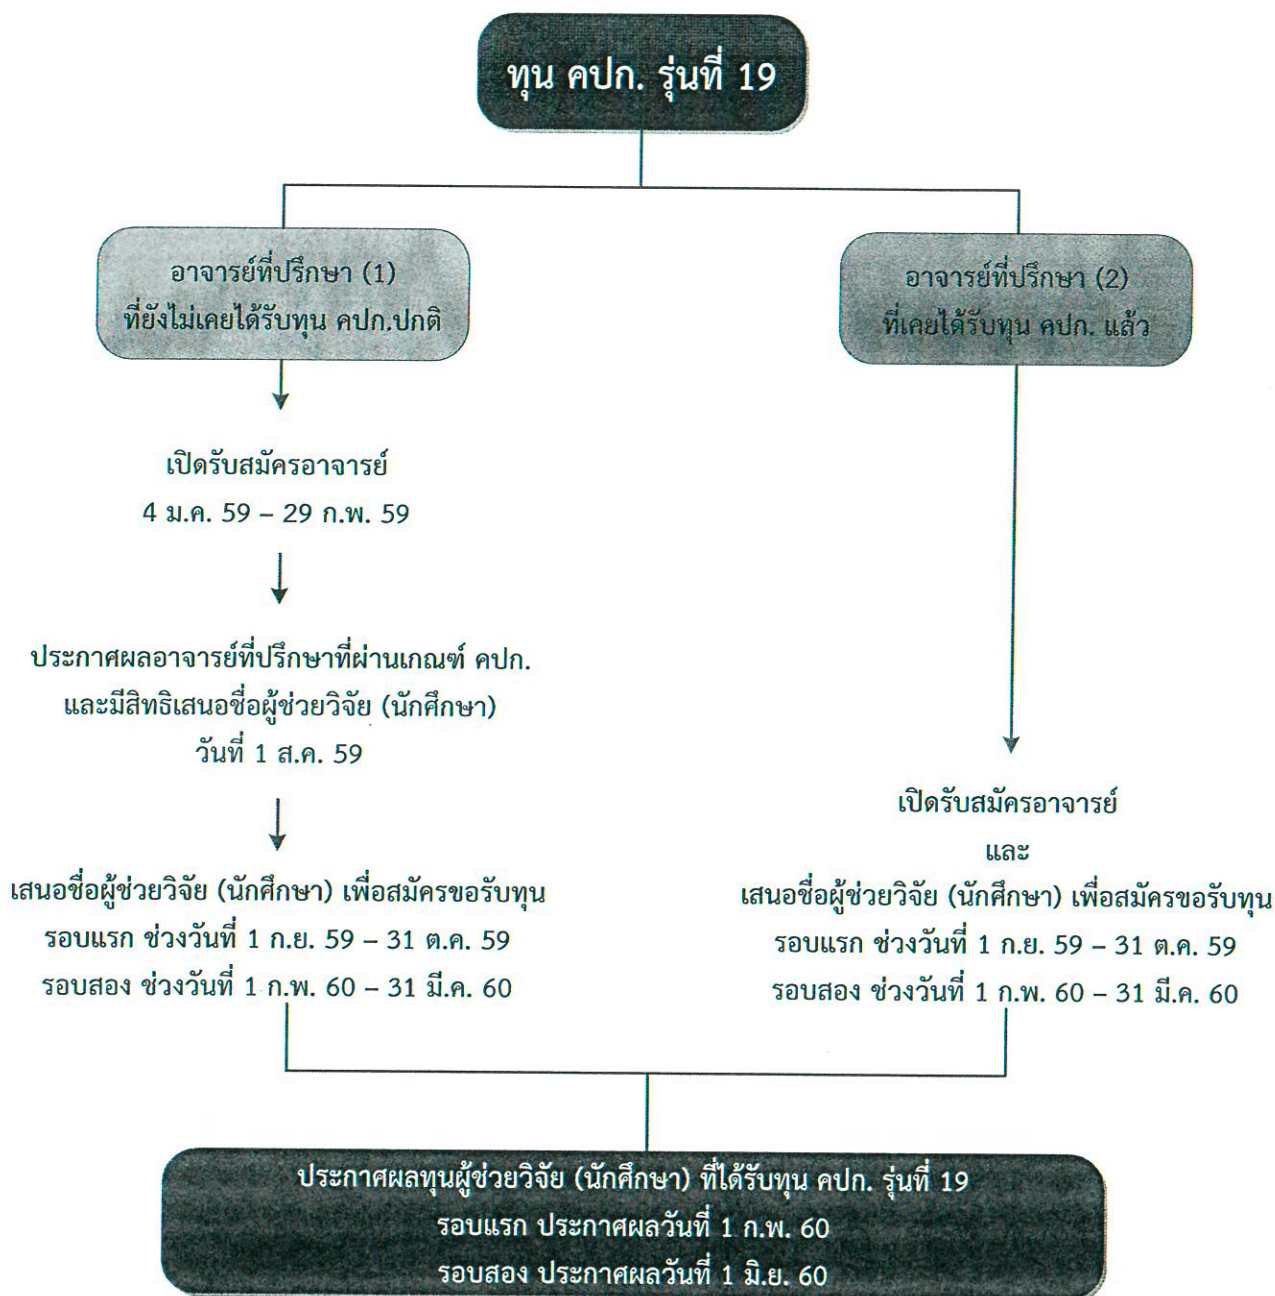 ทุน คปก. รุ่นที่ 19
อาจารย์ที่ปรึกษา (1)
ที่ยังไม่เคยได้รับทุน คปก.ปกติ
เปิดรับสมัครอาจารย์
4 ม.ค. 59 – 29 ก.พ. 59
ประกาศผลอาจารย์ที่ปรึกษาที่ผ่านเกณฑ์ คปก.
และมีสิทธิเสนอชื่อผู้ช่วยวิจัย (นักศึกษา)
วันที่ 1 ส.ค. 59
เสนอชื่อผู้ช่วยวิจัย (นักศึกษา) เพื่อสมัครขอรับทุน
รอบแรก ช่วงวันที่ 1 ก.ย. 59 – 31 ต.ค. 59
รอบสอง ช่วงวันที่ 1 ก.พ. 60 – 31 มี.ค. 60
อาจารย์ที่ปรึกษา (2)
ที่เคยได้รับทุน คปก. แล้ว
เปิดรับสมัครอาจารย์
และ
เสนอชื่อผู้ช่วยวิจัย (นักศึกษา) เพื่อสมัครขอรับทุน
รอบแรก ช่วงวันที่ 1 ก.ย. 59 – 31 ต.ค. 59
รอบสอง ช่วงวันที่ 1 ก.พ. 60 – 31 มี.ค. 60
ประกาศผลทุนผู้ช่วยวิจัย (นักศึกษา) ที่ได้รับทุน คปก. รุ่นที่ 19
รอบแรก ประกาศผลวันที่ 1 ก.พ. 60
รอบสอง ประกาศผลวันที่ 1 มิ.ย. 60